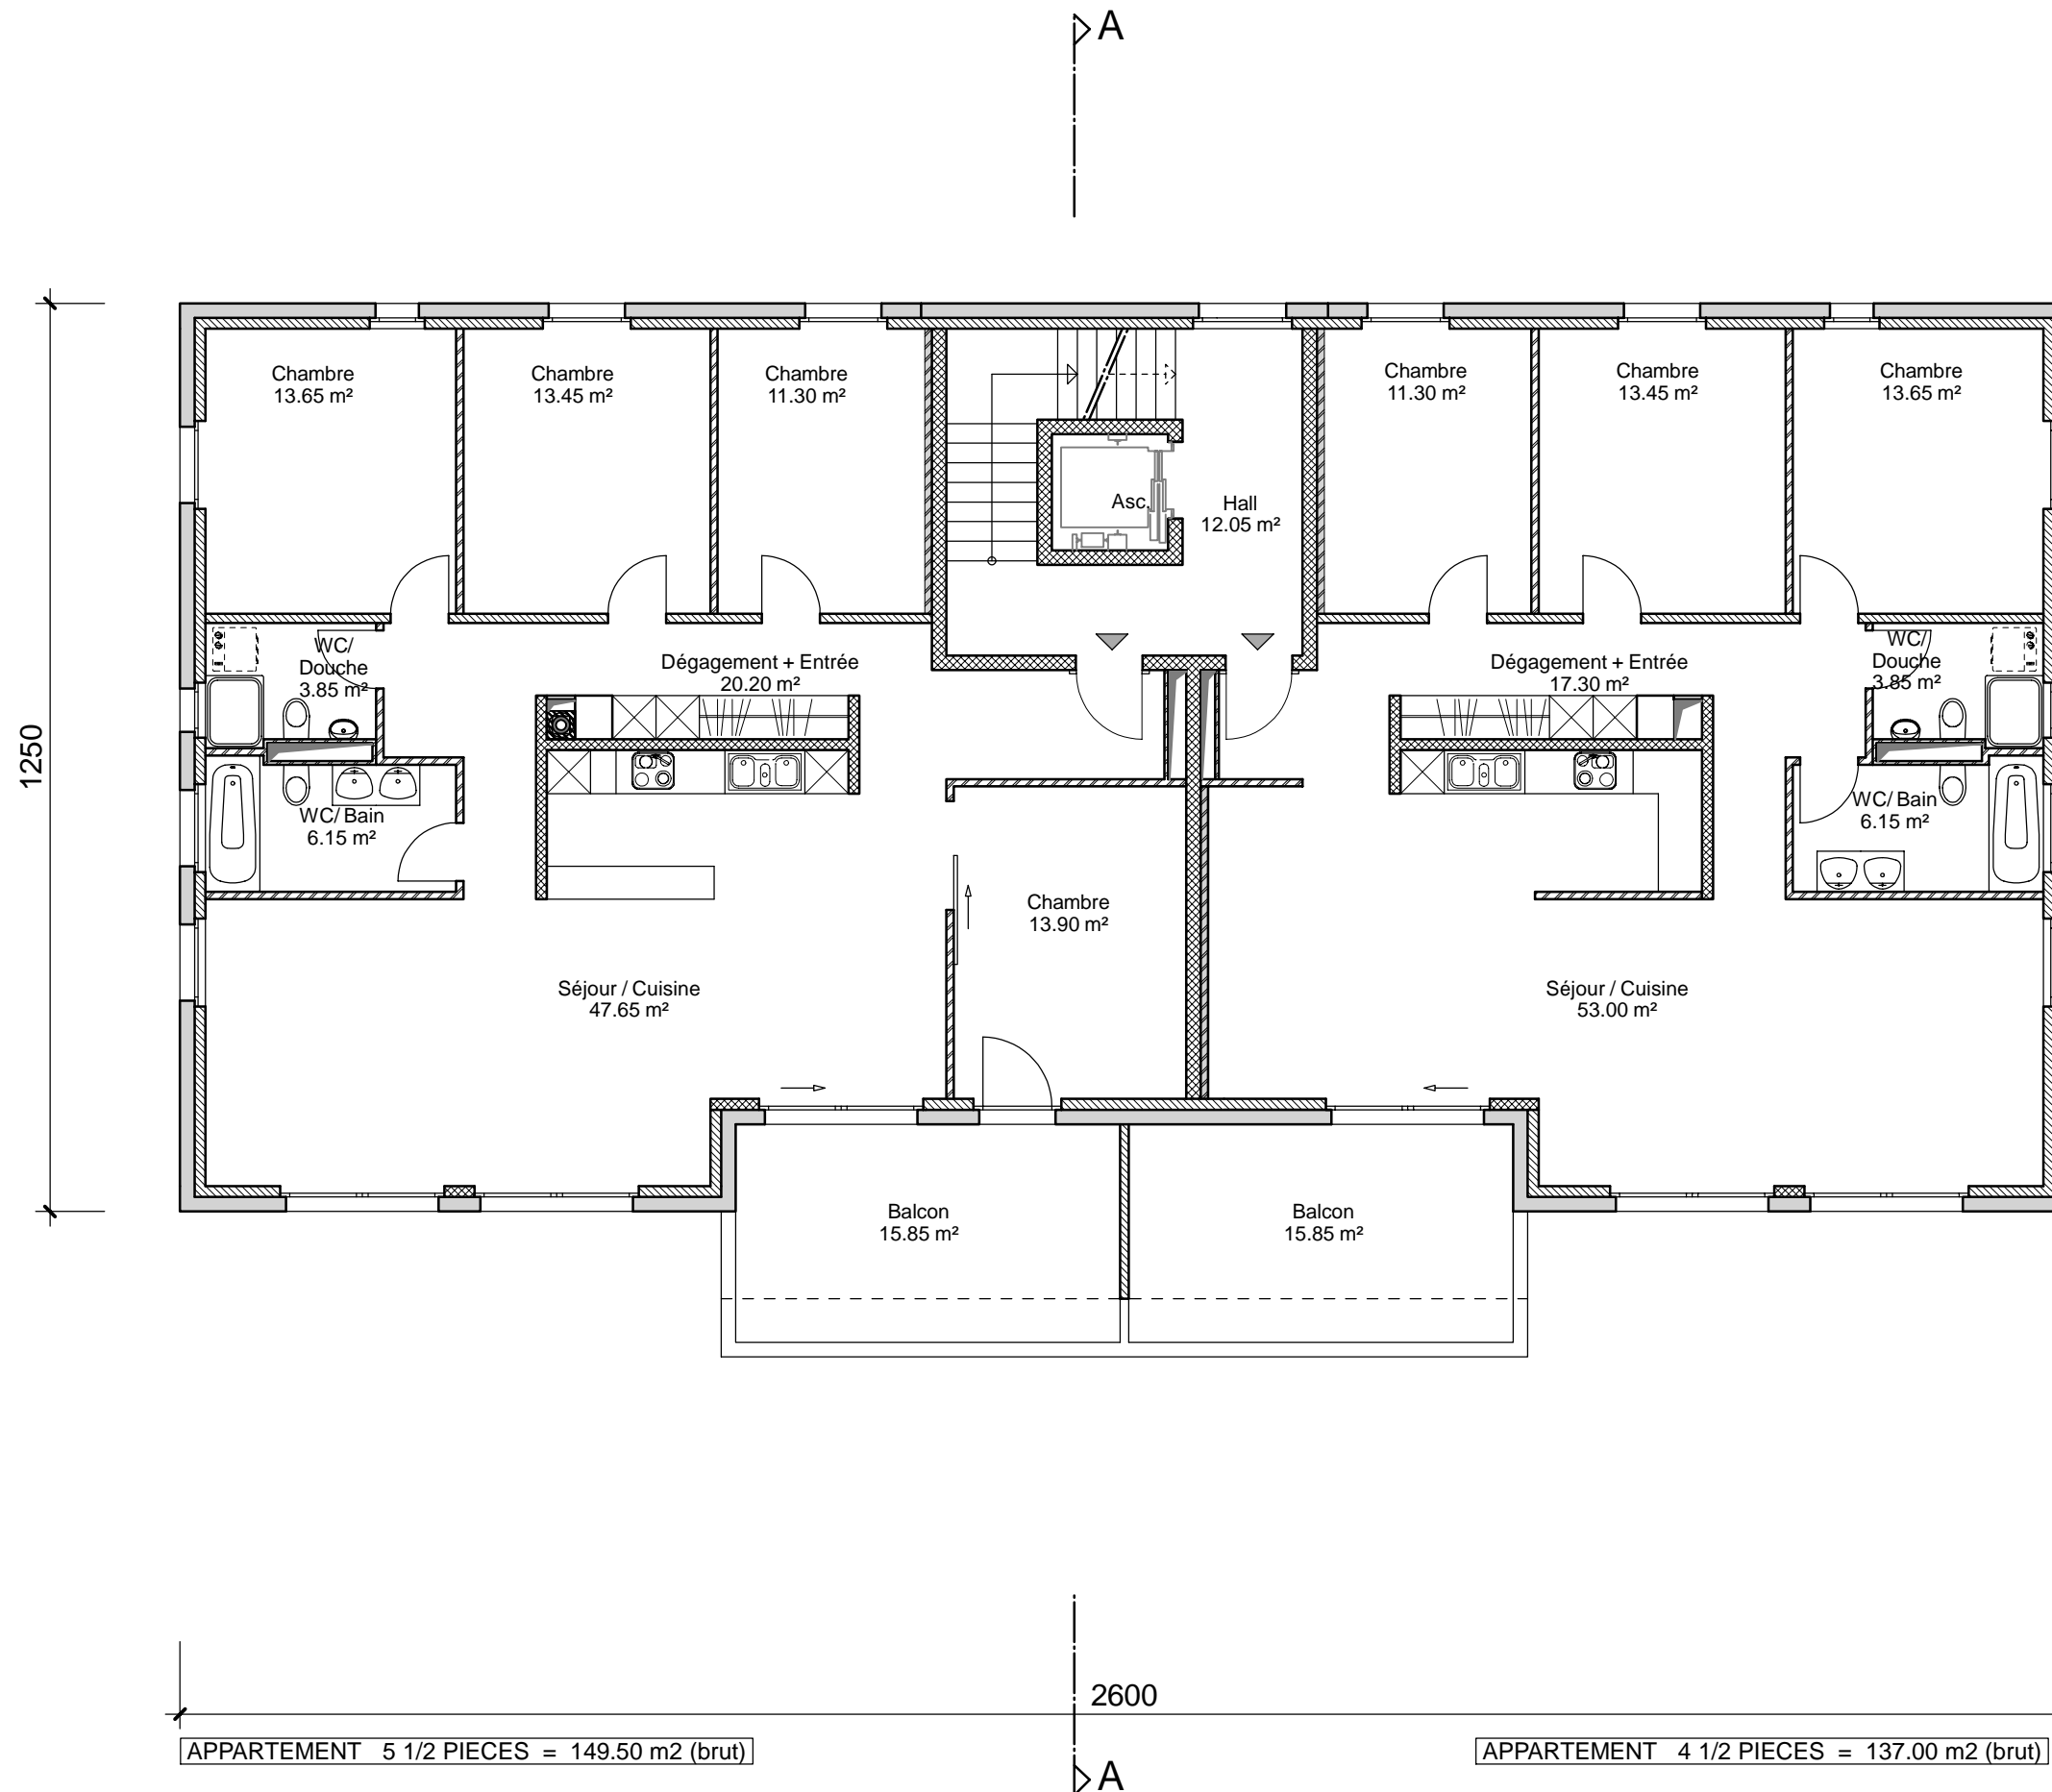 A
Chambre
13.65 m²
Chambre
13.45 m²
Chambre
11.30 m²
Chambre
11.30 m²
Chambre
13.45 m²
Chambre
13.65 m²
Asc.
Hall
12.05 m²
WC/
Douche
3.85 m²
Dégagement + Entrée
20.20 m²
Dégagement + Entrée
17.30 m²
WC/
Douche
3.85 m²
1250
WC/ Bain
6.15 m²
WC/ Bain
6.15 m²
Chambre
13.90 m²
Séjour / Cuisine
47.65 m²
Séjour / Cuisine
53.00 m²
Balcon
15.85 m²
Balcon
15.85 m²
2600
APPARTEMENT 5 1/2 PIECES = 149.50 m2 (brut)
APPARTEMENT 4 1/2 PIECES = 137.00 m2 (brut)
A